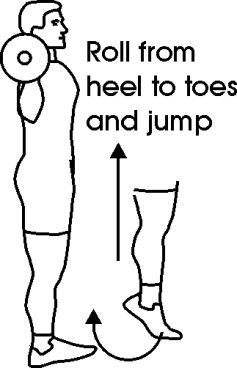 Roll from
heel to toes
and jump